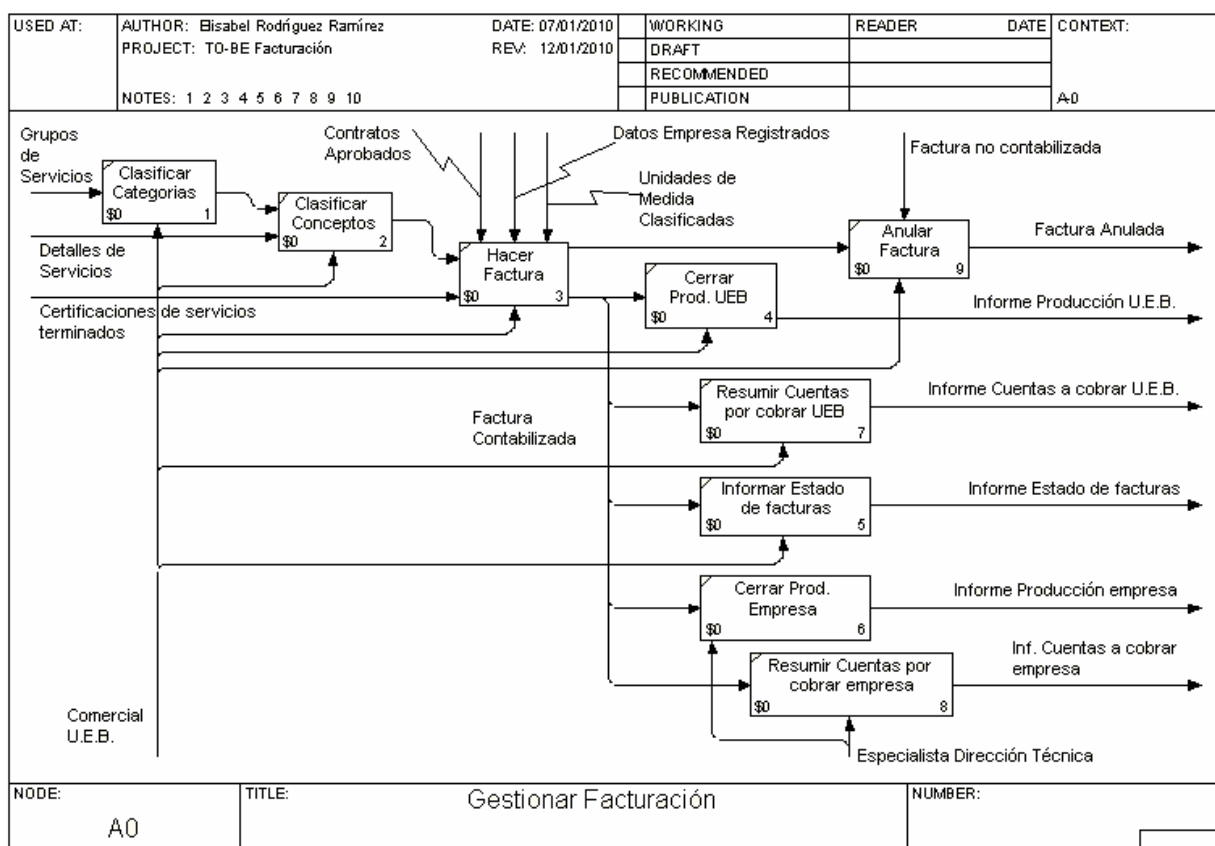 USED AT:
AUTHOR: Elisabel Rodríguez Ramírez
DATE: 07/01/2010
PROJECT: TO-BE Facturación
REV: 12/01/2010
NOTES: 1 2 3 4 5 6 7 8 9 10
WORKING
DRAFT
RECOMMENDED
PUBLICATION
READER
DATE
CONTEXT:
A-0
Grupos
de
Servicios
Clasificar
Categorias
$0 1
Clasificar
Conceptos
$0 2
Contratos
Aprobados
Datos Empresa Registrados
Unidades de
Medida
Clasificadas
Factura no contabilizada
Detalles de
Servicios
Hacer
Factura
$0 3
Anular
Factura
$0 9
Factura Anulada
Certificaciones de servicios
terminados
Cerrar
Prod. UEB
$0 4
Informe Producción U.E.B.
Resumir Cuentas
por cobrar UEB
$0 7
Informe Cuentas a cobrar U.E.B.
Factura
Contabilizada
Informar Estado
de facturas
$0 5
Informe Estado de facturas
Cerrar Prod.
Empresa
$0 6
Informe Producción empresa
Resumir Cuentas por
cobrar empresa
$0 8
Inf. Cuentas a cobrar
empresa
Comercial
U.E.B.
Especialista Dirección Técnica
NODE:
A0
TITLE:
Gestionar Facturación
NUMBER: